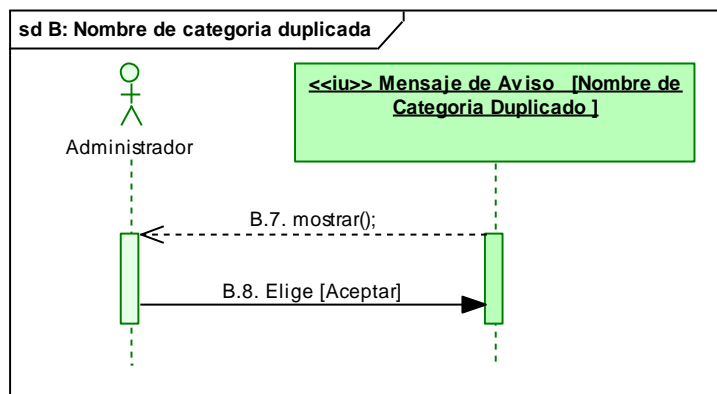 sd B: Nombre de categoria duplicada
<<iu>> Mensaje de Aviso [Nombre de
Categoria Duplicado ]
Administrador
B.7. mostrar();
B.8. Elige [Aceptar]